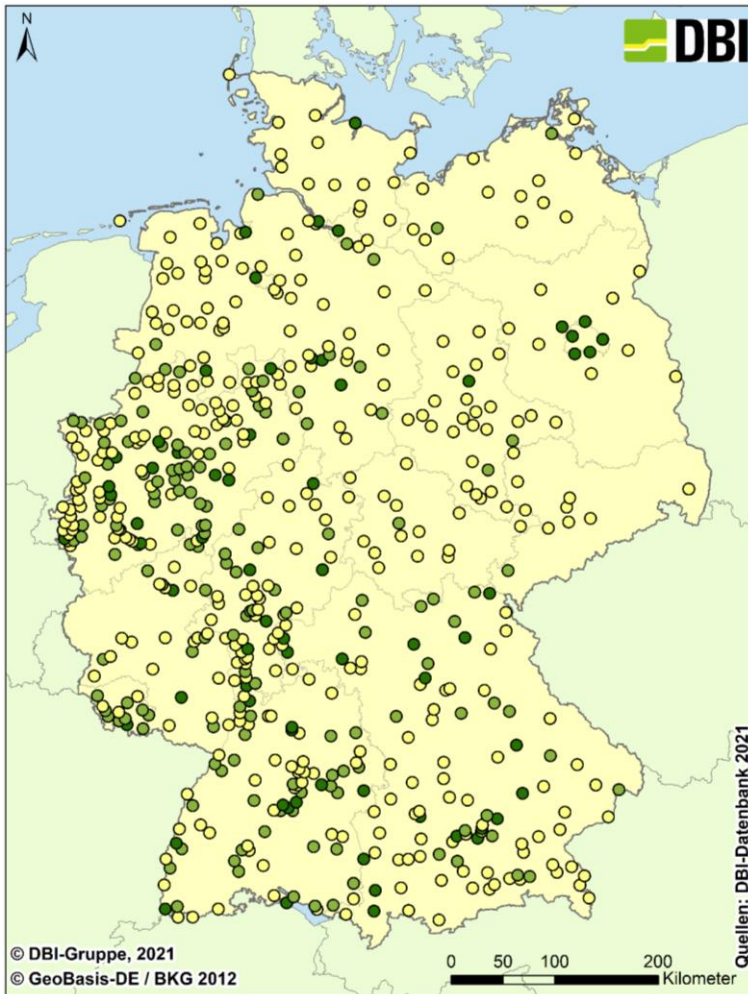 N
DBI
Quellen: DBI-Datenbank 2021
© DBI-Gruppe, 2021
© GeoBasis-DE / BKG 2012
0 50 100 200
Kilometer